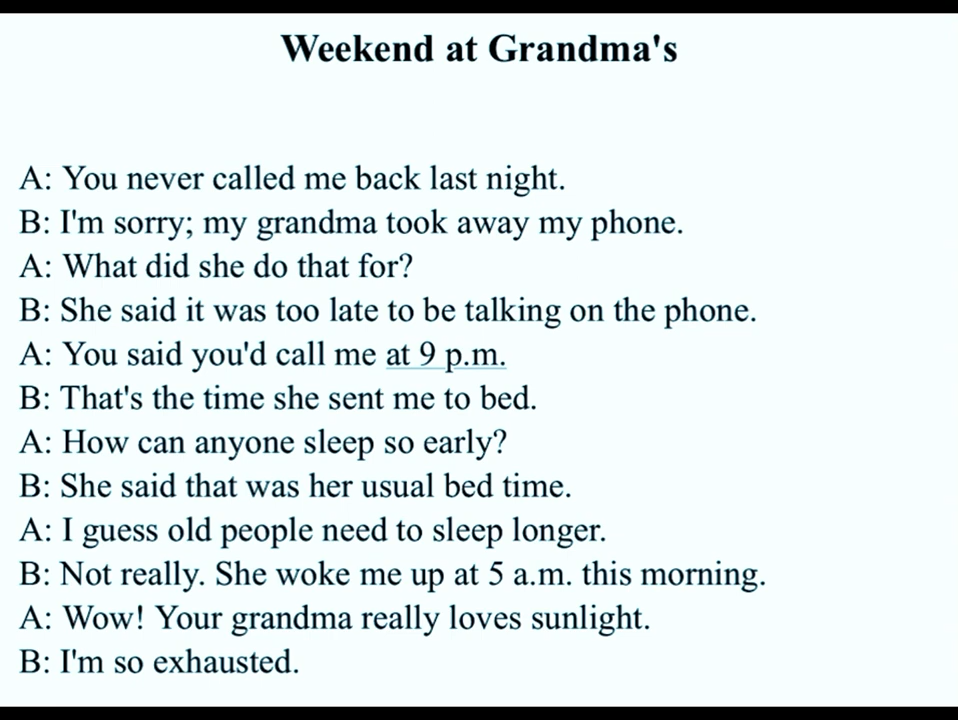 Weekend at Grandma's
A: You never called me back last night.
B: I'm sorry; my grandma took away my phone.
A: What did she do that for?
B: She said it was too late to be talking on the phone.
A: You said you'd call me at 9 p.m.
B: That's the time she sent me to bed.
A: How can anyone sleep so early?
B: She said that was her usual bed time.
A: I guess old people need to sleep longer.
B: Not really. She woke me up at 5 a.m. this morning.
A: Wow! Your grandma really loves sunlight.
B: I'm so exhausted.